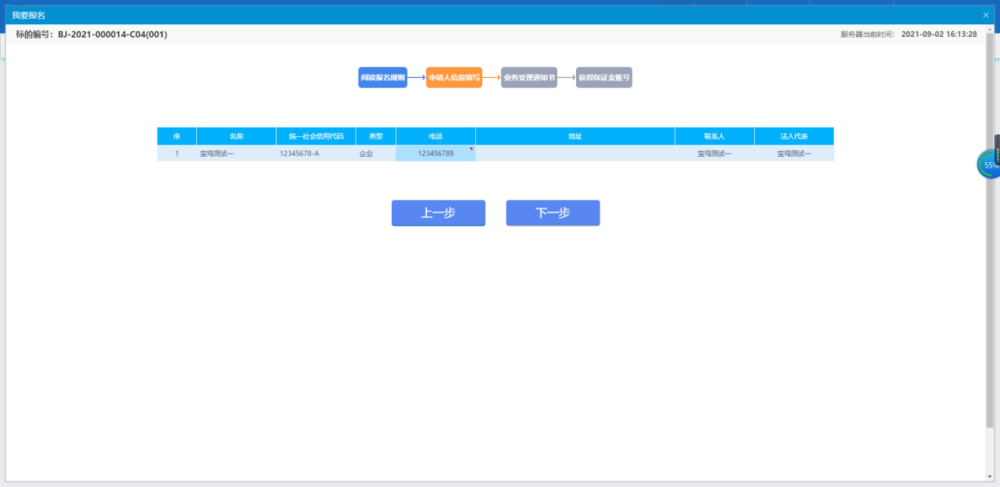 我要报名
标的编号：BJ-2021-000014-C04(001)
服务器当前时间： 2021-09-02 16:13:28
阅读报名规则 申请人信息填写 业务受理通知书 获得保证金账号
序 名称 统一社会信用代码 类型 电话 地址 联系人 法人代表
1 宝鸡测试一 12345678-A 企业 123456789 宝鸡测试一 宝鸡测试一
55%
上一步 下一步